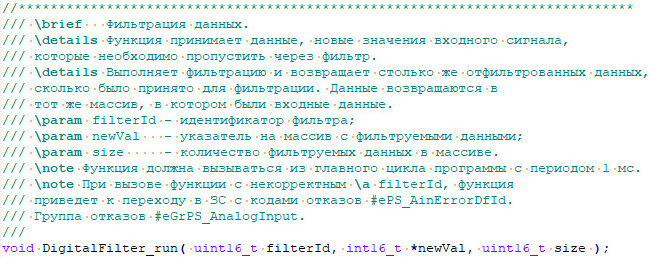 //******************************************************************************
/// \brief   Фильтрация данных.
/// \details Функция принимает данные, новые значения входного сигнала,
/// которые необходимо пропустить через фильтр.
/// \details Выполняет фильтрацию и возвращает столько же отфильтрованных данных,
/// сколько было принято для фильтрации. Данные возвращаются в
/// тот же массив, в котором были входные данные.
/// \param filterId - идентификатор фильтра;
/// \param newVal   - указатель на массив с фильтруемыми данными;
/// \param size     - количество фильтруемых данных в массиве.
/// \note Функция должна вызываться из главного цикла программы с периодом 1 мс.
/// \note При вызове функции с некорректным \a filterId, функция
/// приведет к переходу в ЗС с кодами отказов #ePS_AinErrorDfId.
/// Группа отказов #eGrPS_AnalogInput.
///
void DigitalFilter_run( uint16_t filterId, int16_t *newVal, uint16_t size );